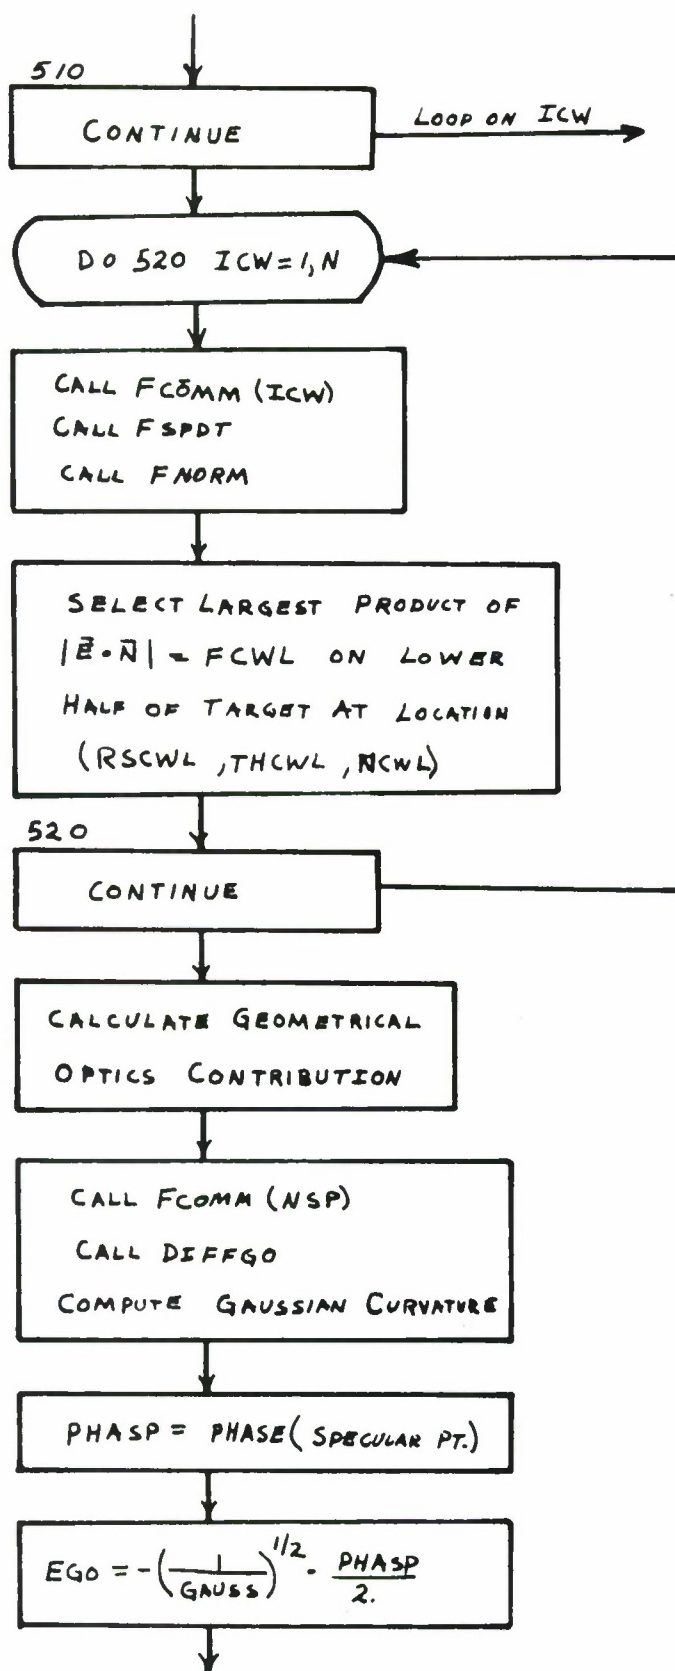 510
CONTINUE
LOOP ON ICW
DO 520 ICW=1,N
CALL FCOMM (ICW)
CALL FSPDT
CALL FNORM
SELECT LARGEST PRODUCT OF
|E⃗·N⃗| = FCWL ON LOWER
HALF OF TARGET AT LOCATION
(RSCWL, THCWL, NCWL)
520
CONTINUE
CALCULATE GEOMETRICAL
OPTICS CONTRIBUTION
CALL FCOMM (NSP)
CALL DIFFGO
COMPUTE GAUSSIAN CURVATURE
PHASP = PHASE( SPECULAR PT.)
EGO = -(1/GAUSS)^1/2 · PHASP/2.